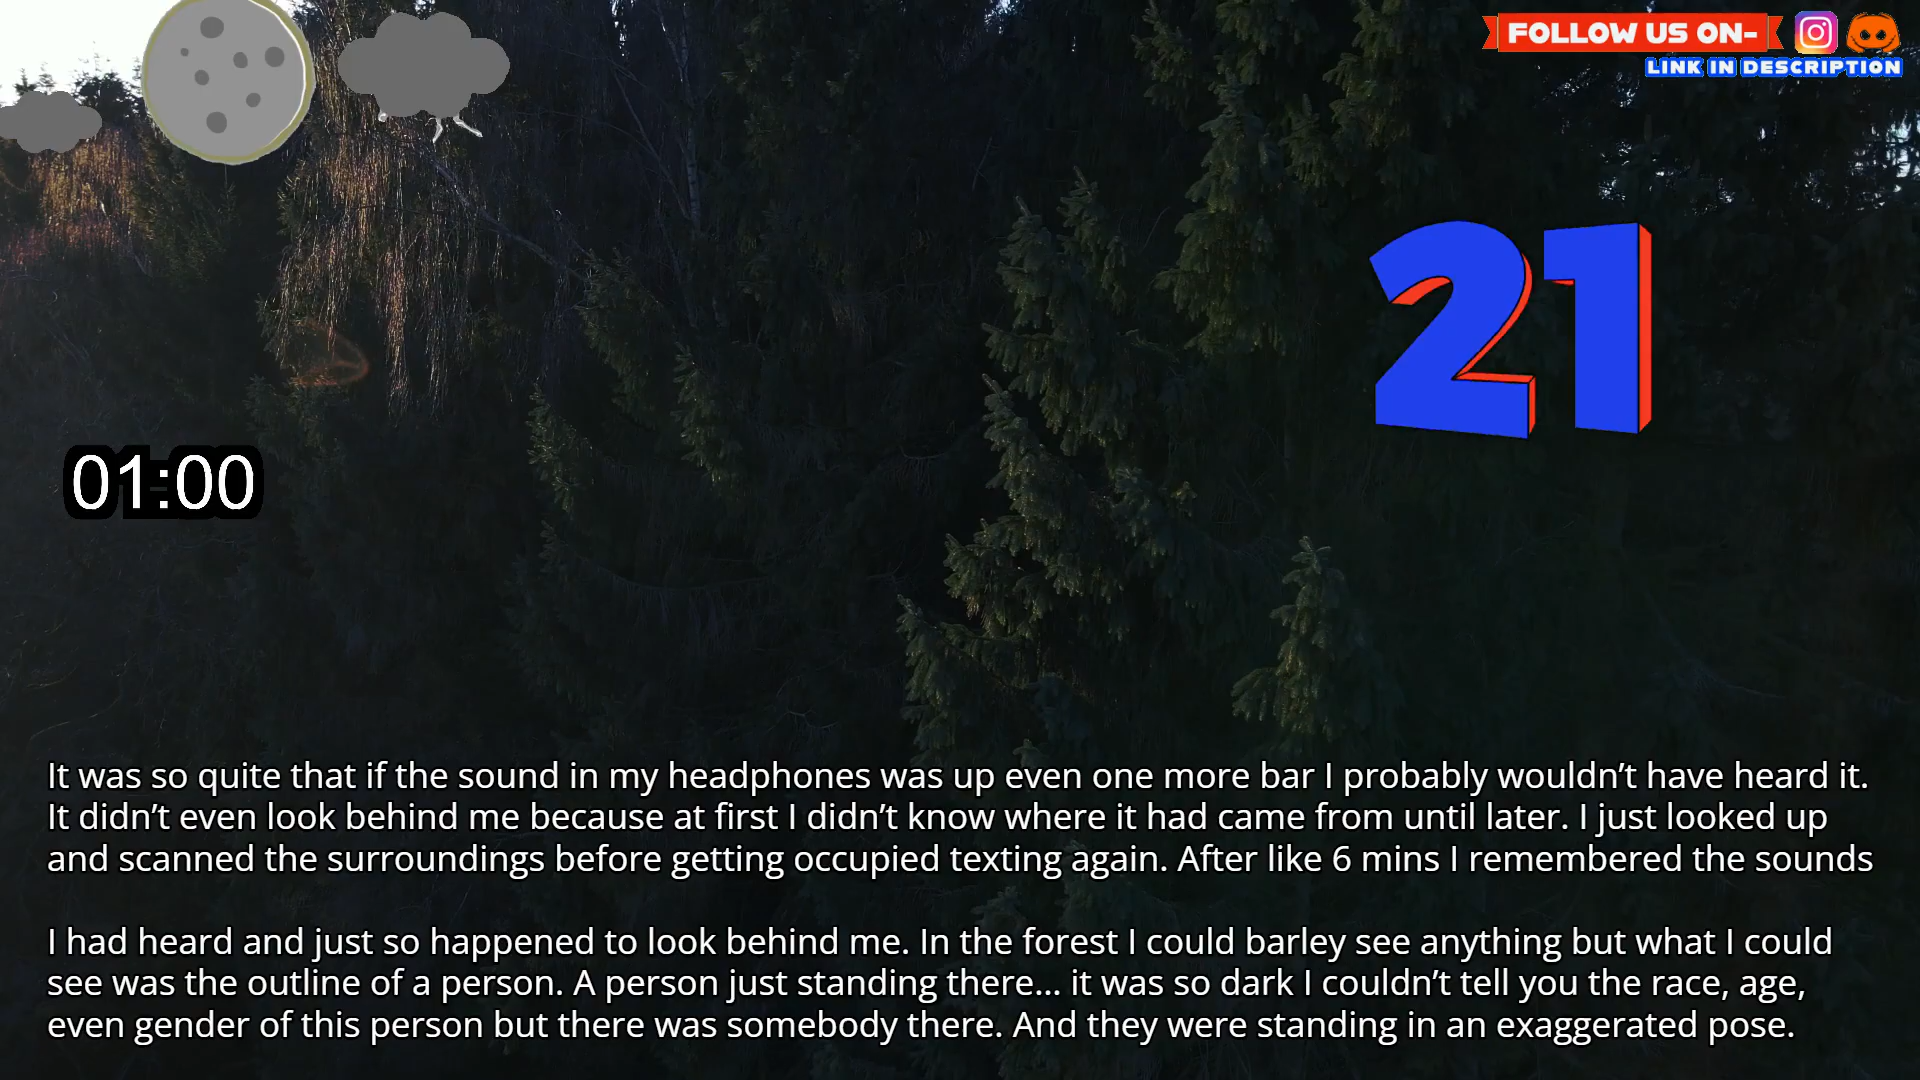 FOLLOW US ON-
LINK IN DESCRIPTION
21
01:00
It was so quite that if the sound in my headphones was up even one more bar I probably wouldn’t have heard it.
It didn’t even look behind me because at first I didn’t know where it had came from until later. I just looked up
and scanned the surroundings before getting occupied texting again. After like 6 mins I remembered the sounds
I had heard and just so happened to look behind me. In the forest I could barley see anything but what I could
see was the outline of a person. A person just standing there... it was so dark I couldn’t tell you the race, age,
even gender of this person but there was somebody there. And they were standing in an exaggerated pose.